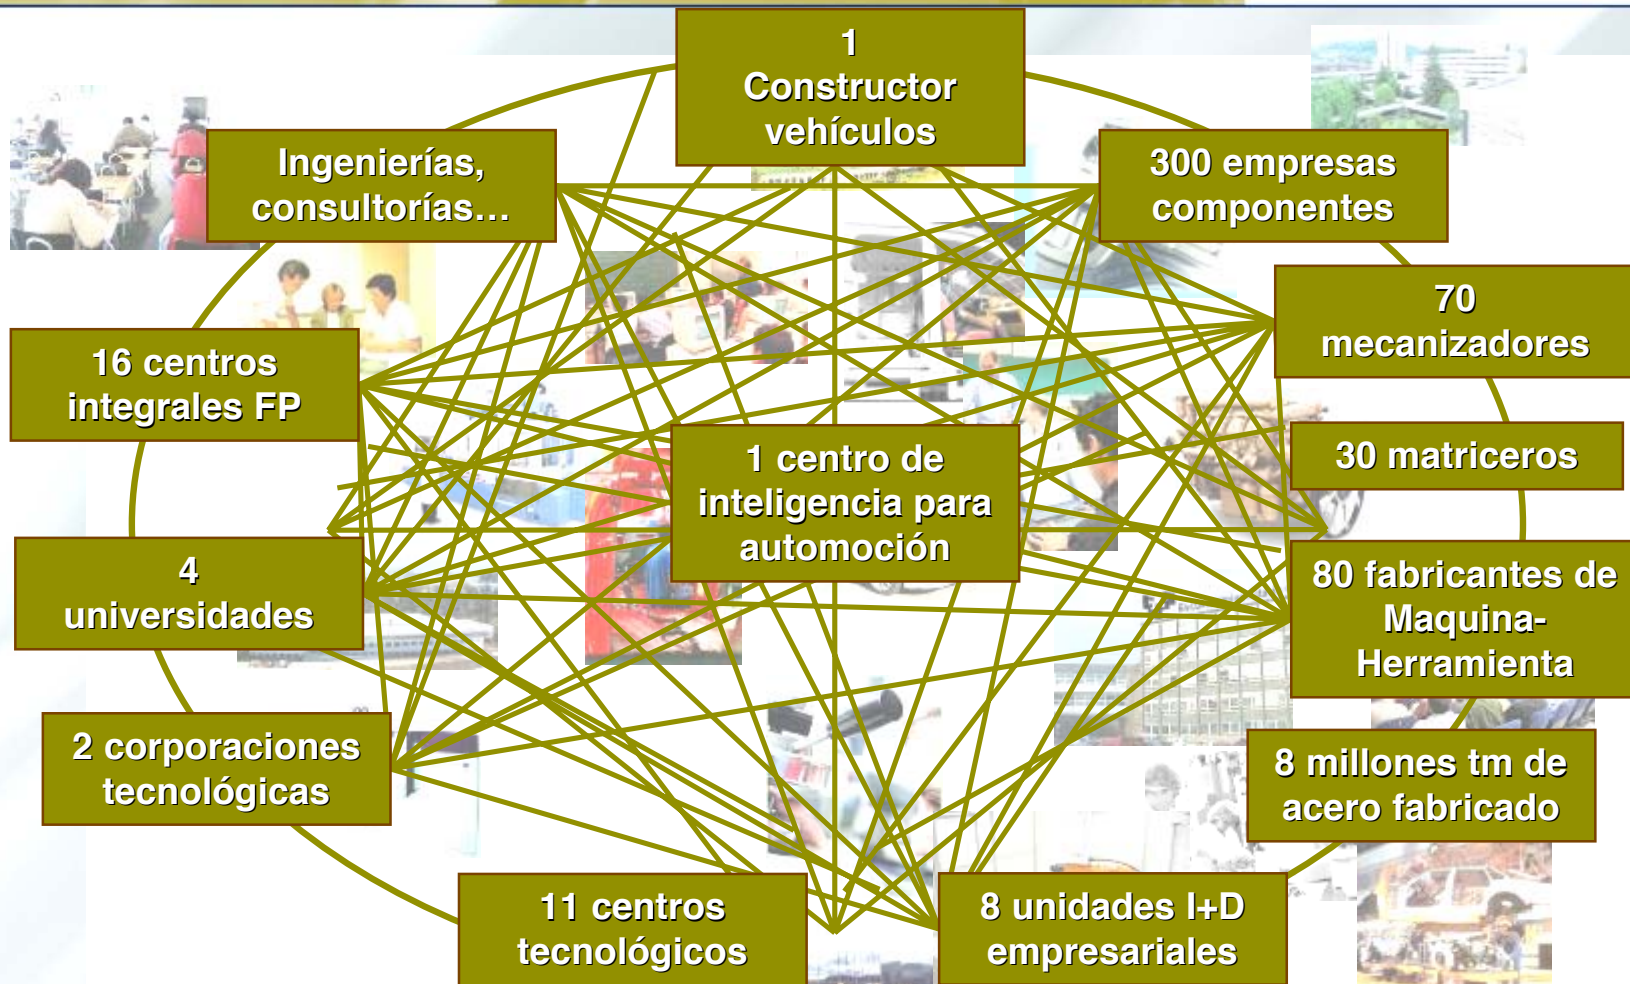 1
Constructor
vehículos
Ingenierías,
consultorías…
300 empresas
componentes
70
mecanizadores
16 centros
integrales FP
30 matriceros
1 centro de
inteligencia para
automoción
4
universidades
80 fabricantes de
Maquina-
Herramienta
2 corporaciones
tecnológicas
8 millones tm de
acero fabricado
11 centros
tecnológicos
8 unidades I+D
empresariales